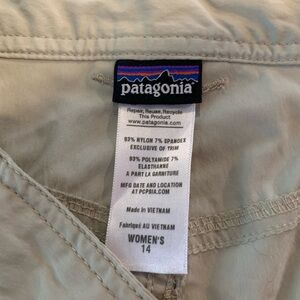 patagonia
Repair, Reuse, Recycle
This Product
www.patagonia.com
93% NYLON 7% SPANDEX
EXCLUSIVE OF TRIM
93% POLYAMIDE 7%
ELASTHANNE
A PART LA GARNITURE
MFG DATE AND LOCATION
AT PCPSIA.COM
Made in VIETNAM
Fabriqué AU VIETNAM
WOMEN'S
14